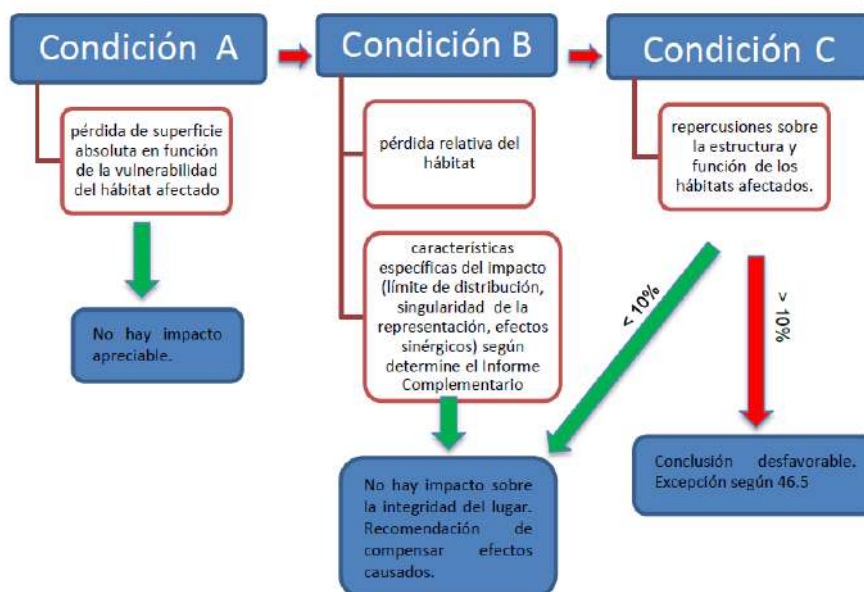 Condición A
Condición B
Condición C
pérdida de superficie
absoluta en función
de la vulnerabilidad
del hábitat afectado
No hay impacto
apreciable.
pérdida relativa del
hábitat
características
específicas del impacto
(límite de distribución,
singularidad de la
representación, efectos
sinérgicos) según
determine el Informe
Complementario
No hay impacto sobre
la integridad del lugar.
Recomendación de
compensar efectos
causados.
repercusiones sobre
la estructura y
función de los
hábitats afectados.
< 10%
> 10%
Conclusión desfavorable.
Excepción según 46.5